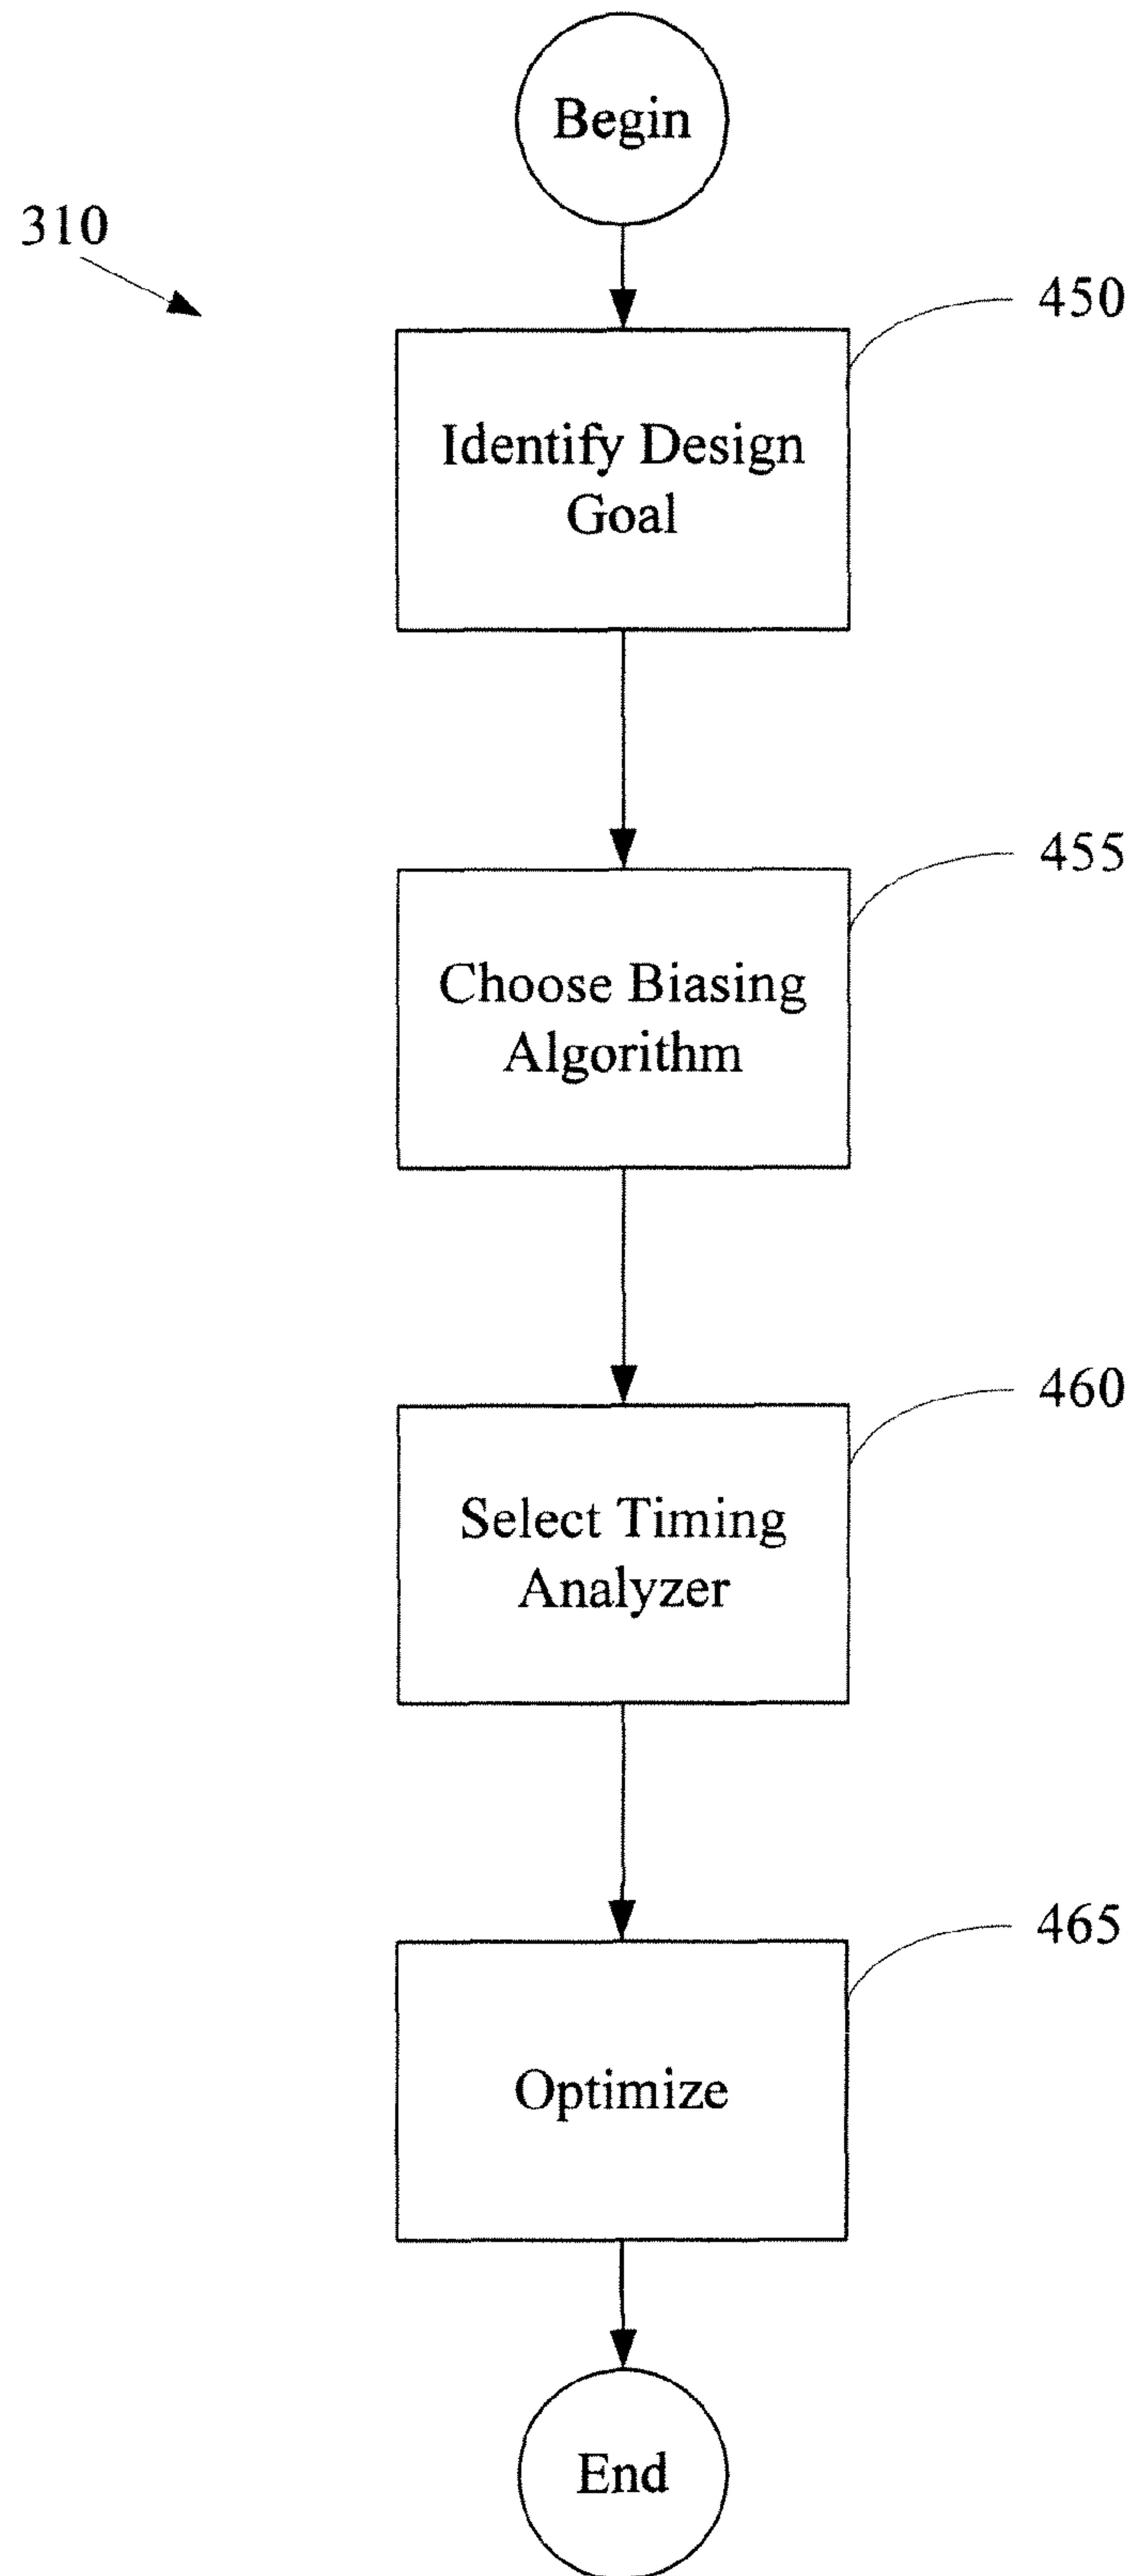 Begin
310
450
Identify Design
Goal
455
Choose Biasing
Algorithm
460
Select Timing
Analyzer
465
Optimize
End